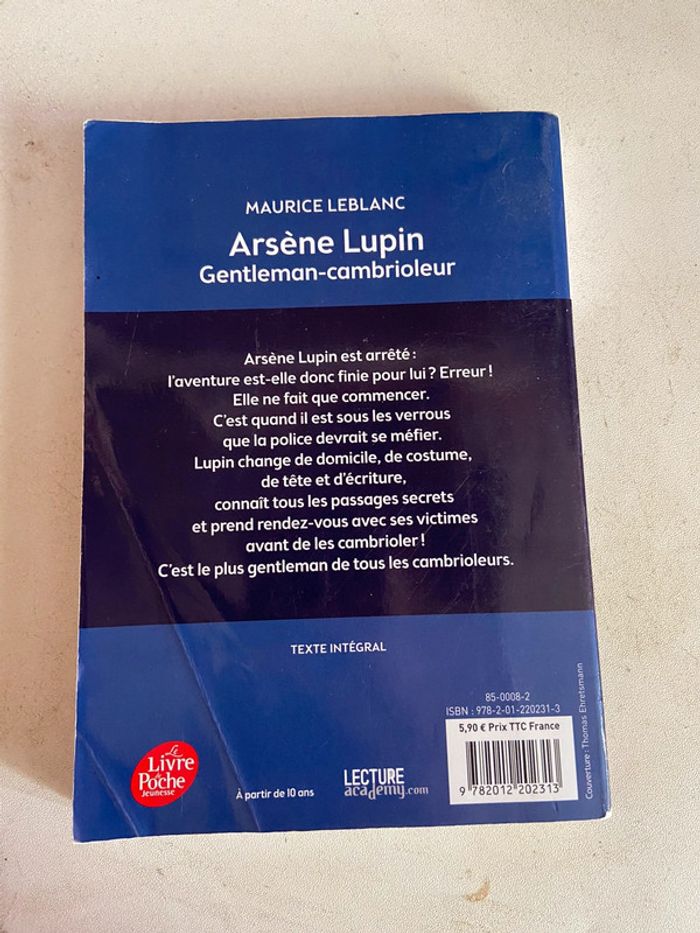 MAURICE LEBLANC
Arsène Lupin
Gentleman-cambrioleur
Arsène Lupin est arrêté :
l'aventure est-elle donc finie pour lui ? Erreur !
Elle ne fait que commencer.
C'est quand il est sous les verrous
que la police devrait se méfier.
Lupin change de domicile, de costume,
de tête et d'écriture,
connaît tous les passages secrets
et prend rendez-vous avec ses victimes
avant de les cambrioler !
C'est le plus gentleman de tous les cambrioleurs.
TEXTE INTÉGRAL
85-0008-2
ISBN : 978-2-01-220231-3
5,90 € Prix TTC France
9 782012 202313
Couverture : Thomas Ehretsmann
Le
Livre
de
Poche
Jeunesse
À partir de 10 ans
LECTURE
academy.com